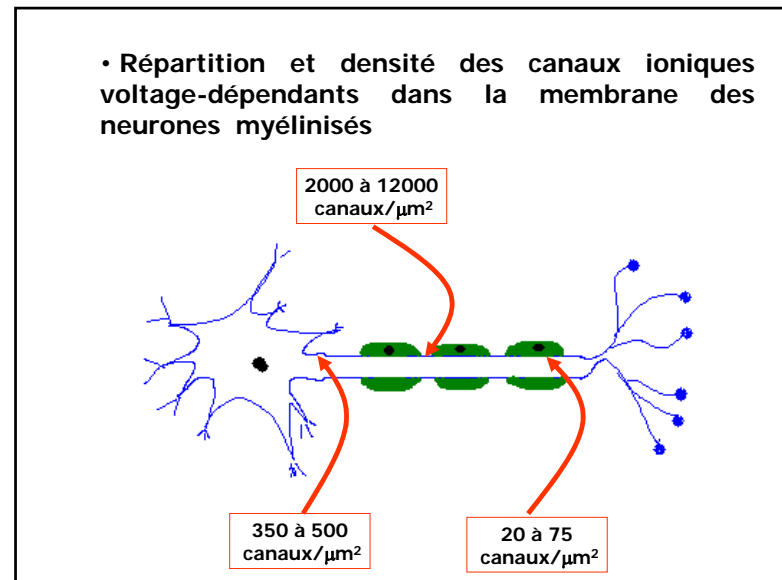 • Répartition et densité des canaux ioniques
voltage-dépendants dans la membrane des
neurones myélinisés
2000 à 12000
canaux/μm²
350 à 500
canaux/μm²
20 à 75
canaux/μm²